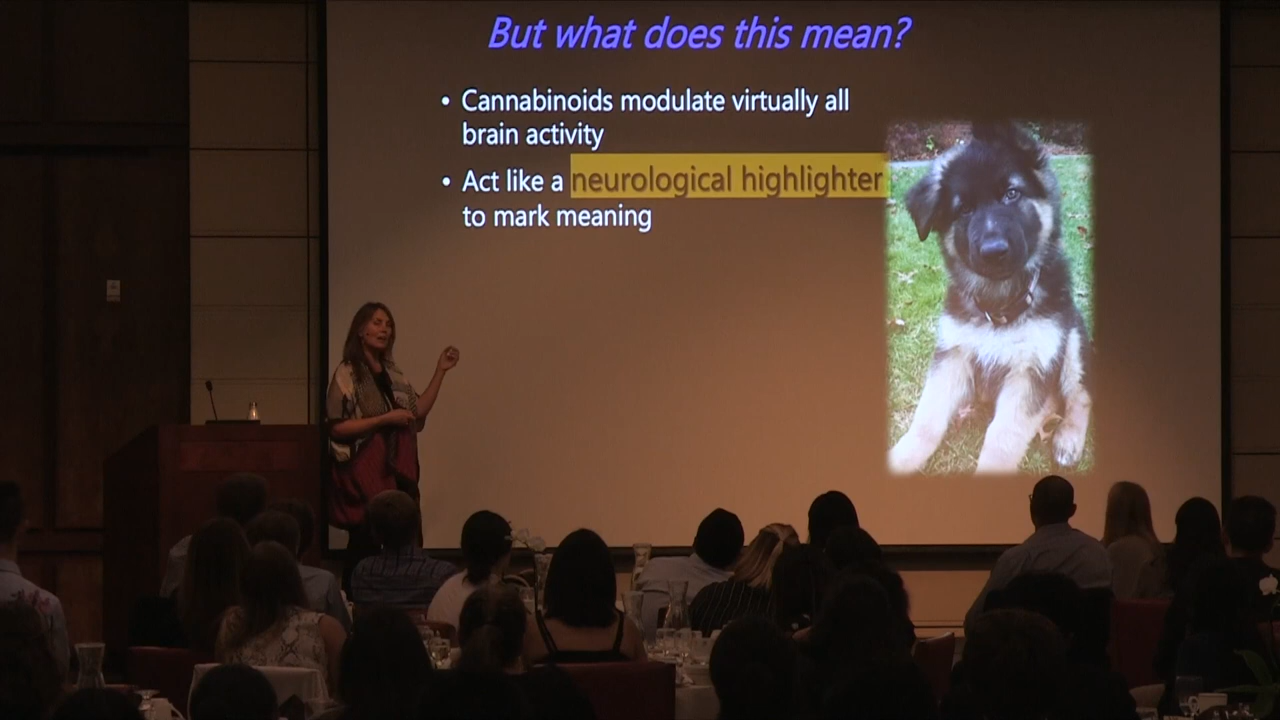 But what does this mean?
• Cannabinoids modulate virtually all
brain activity
• Act like a neurological highlighter
to mark meaning